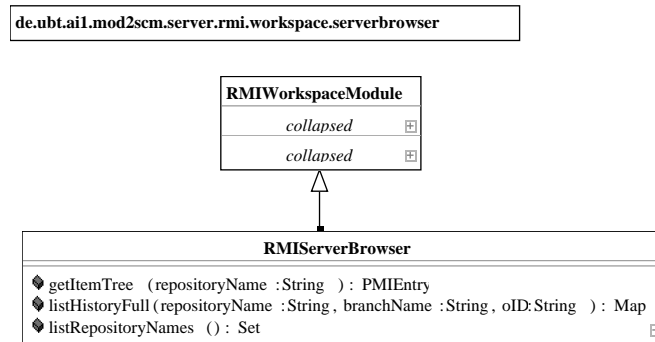 de.ubt.ai1.mod2scm.server.rmi.workspace.serverbrowser
RMIWorkspaceModule
collapsed
collapsed
RMIServerBrowser
getItemTree (repositoryName :String ) : PMIEntry
listHistoryFull (repositoryName :String, branchName :String, oID:String ) : Map
listRepositoryNames () : Set